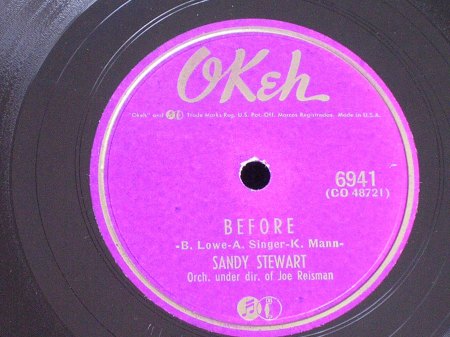 OKeh
Okeh" and Trade Marks Reg. U.S. Pat. Off. Marcas Registradas. Made in U.S.A.
6941
(CO 48721)
BEFORE
-B. Lowe-A. Singer-K. Mann-
SANDY STEWART
Orch. under dir. of Joe Reisman